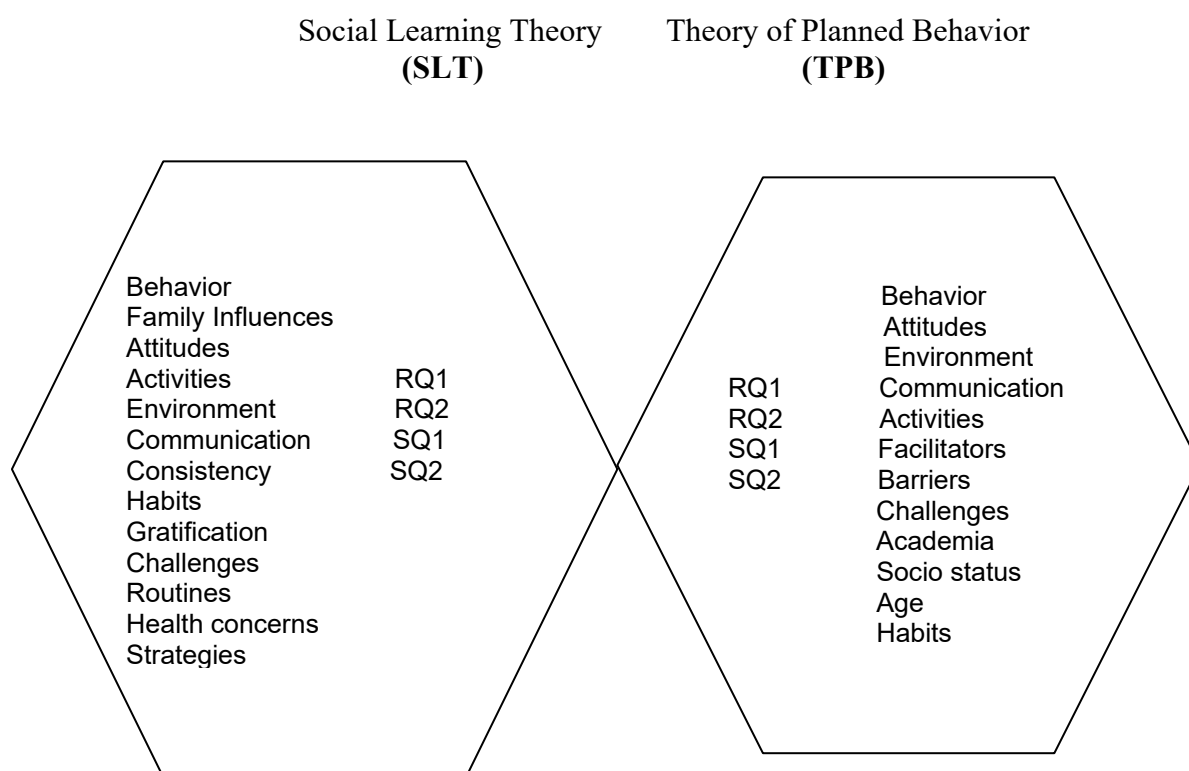 Social Learning Theory
(SLT)
Theory of Planned Behavior
(TPB)
Behavior
Family Influences
Attitudes
Activities
Environment
Communication
Consistency
Habits
Gratification
Challenges
Routines
Health concerns
Strategies
RQ1
RQ2
SQ1
SQ2
RQ1
RQ2
SQ1
SQ2
Behavior
Attitudes
Environment
Communication
Activities
Facilitators
Barriers
Challenges
Academia
Socio status
Age
Habits